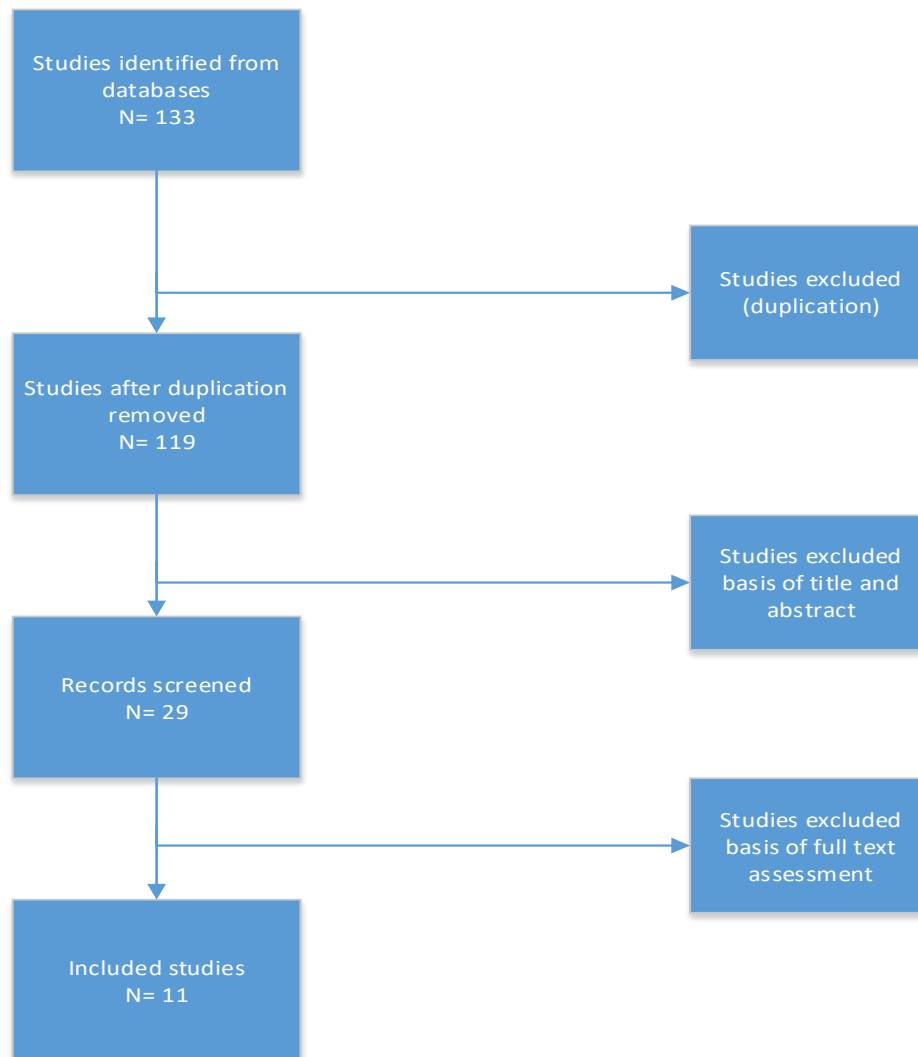 Studies identified from
databases
N= 133
Studies excluded
(duplication)
Studies after duplication
removed
N= 119
Studies excluded
basis of title and
abstract
Records screened
N= 29
Studies excluded
basis of full text
assessment
Included studies
N= 11